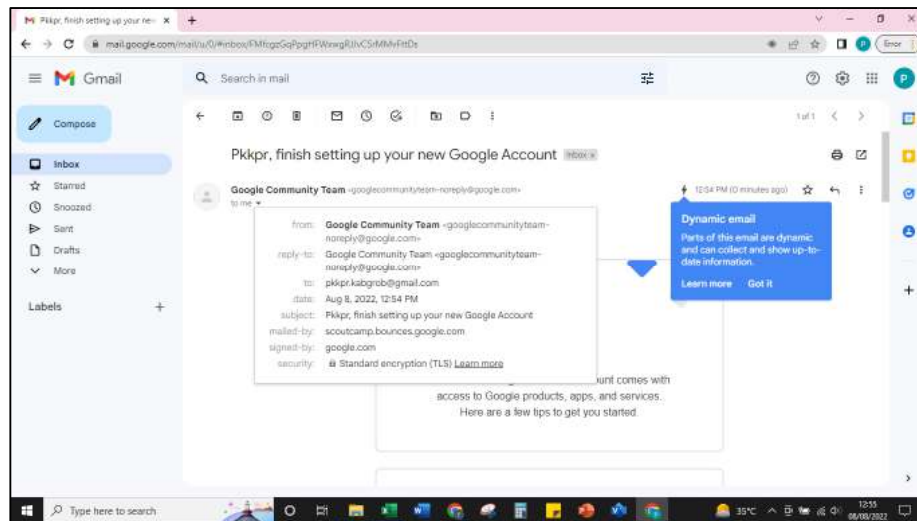 Pkkpr, finish setting up your new
mail.google.com/mail/u/0/#inbox/
Error
Gmail
Search in mail
Compose
1 of 1
Inbox
Starred
Snoozed
Sent
Drafts
More
Labels
Pkkpr, finish setting up your new Google Account Inbox x
Google Community Team <googlecommunityteam-noreply@google.com>
12:54 PM (0 minutes ago)
to me
from: Google Community Team <googlecommunityteam-
noreply@google.com>
reply-to: Google Community Team <googlecommunityteam-
noreply@google.com>
to: pkkpr.kabgrob@gmail.com
date: Aug 8, 2022, 12:54 PM
subject: Pkkpr, finish setting up your new Google Account
mailed-by: scoutcamp.bounces.google.com
signed-by: google.com
security: Standard encryption (TLS) Learn more
Dynamic email
Parts of this email are dynamic
and can collect and show up-to-
date information.
Learn more Got it
unt comes with
access to Google products, apps, and services.
Here are a few tips to get you started.
Type here to search
35°C
12:55
08/08/2022